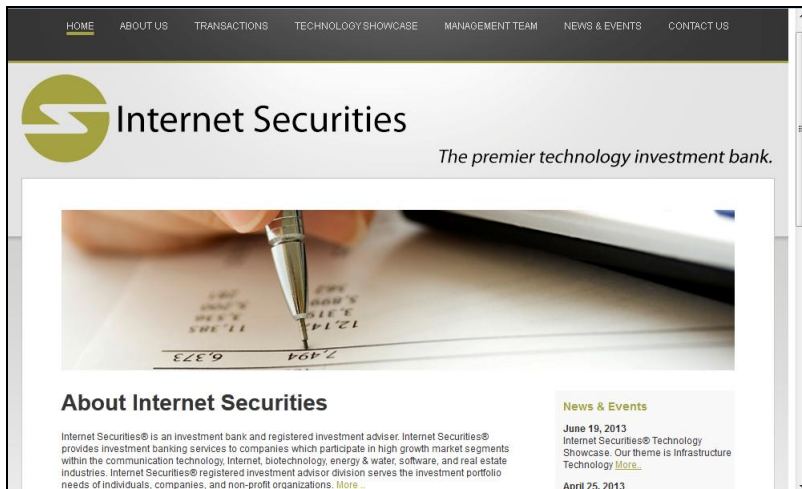 HOME ABOUT US TRANSACTIONS TECHNOLOGY SHOWCASE MANAGEMENT TEAM NEWS & EVENTS CONTACT US
Internet Securities
The premier technology investment bank.
11,385
12,14
6,373
7,494
About Internet Securities
Internet Securities® is an investment bank and registered investment adviser. Internet Securities®
provides investment banking services to companies which participate in high growth market segments
within the communication technology, Internet, biotechnology, energy & water, software, and real estate
industries. Internet Securities® registered investment advisor division serves the investment portfolio
needs of individuals, companies, and non-profit organizations. More ..
News & Events
June 19, 2013
Internet Securities® Technology
Showcase. Our theme is Infrastructure
Technology More..
April 25, 2013